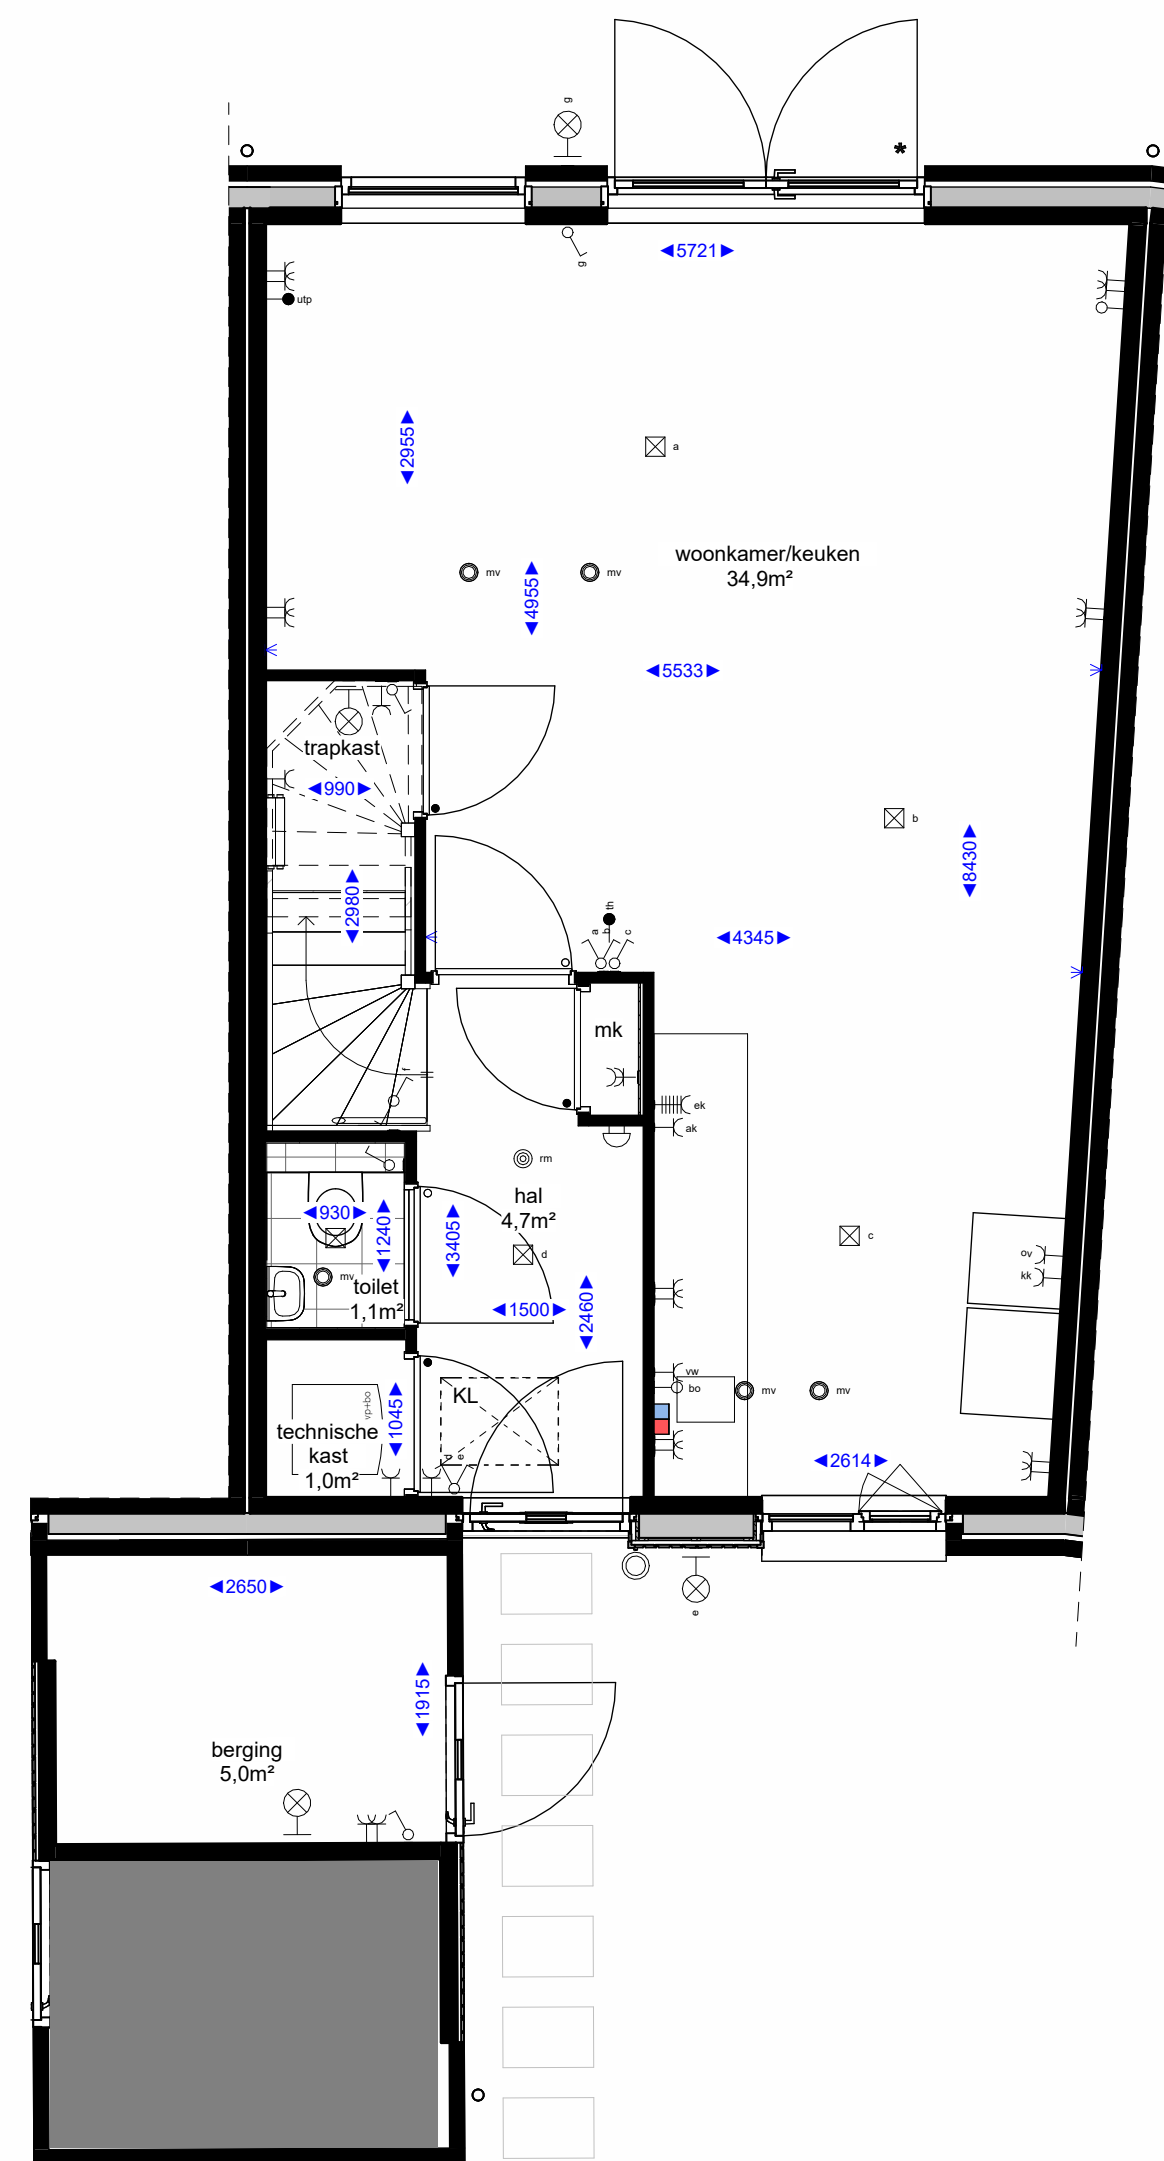 g
*
5721
g
utp
2955
a
woonkamer/keuken
34,9m²
mv
mv
4955
5533
trapkast
990
b
8430
2980
th
a
b
c
4345
mk
f
ek
ak
rm
hal
4,7m²
930
1240
3405
d
c
ov
kk
mv
toilet
1,1m²
1500
2460
vw
bo
mv
mv
KL
vp+bo
1045
technische
kast
1,0m²
d
e
2614
2650
e
1915
berging
5,0m²